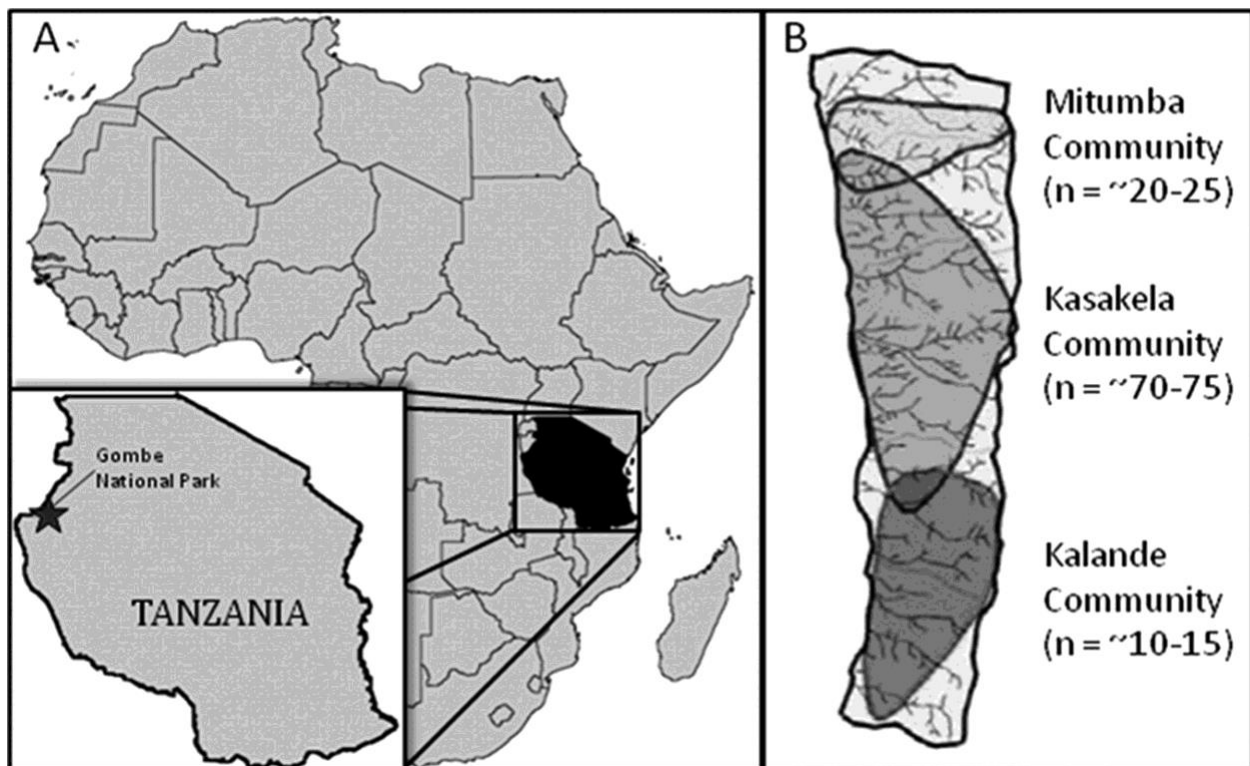 A
Gombe
National Park
TANZANIA
B
Mitumba
Community
(n = ~20-25)
Kasakela
Community
(n = ~70-75)
Kalande
Community
(n = ~10-15)